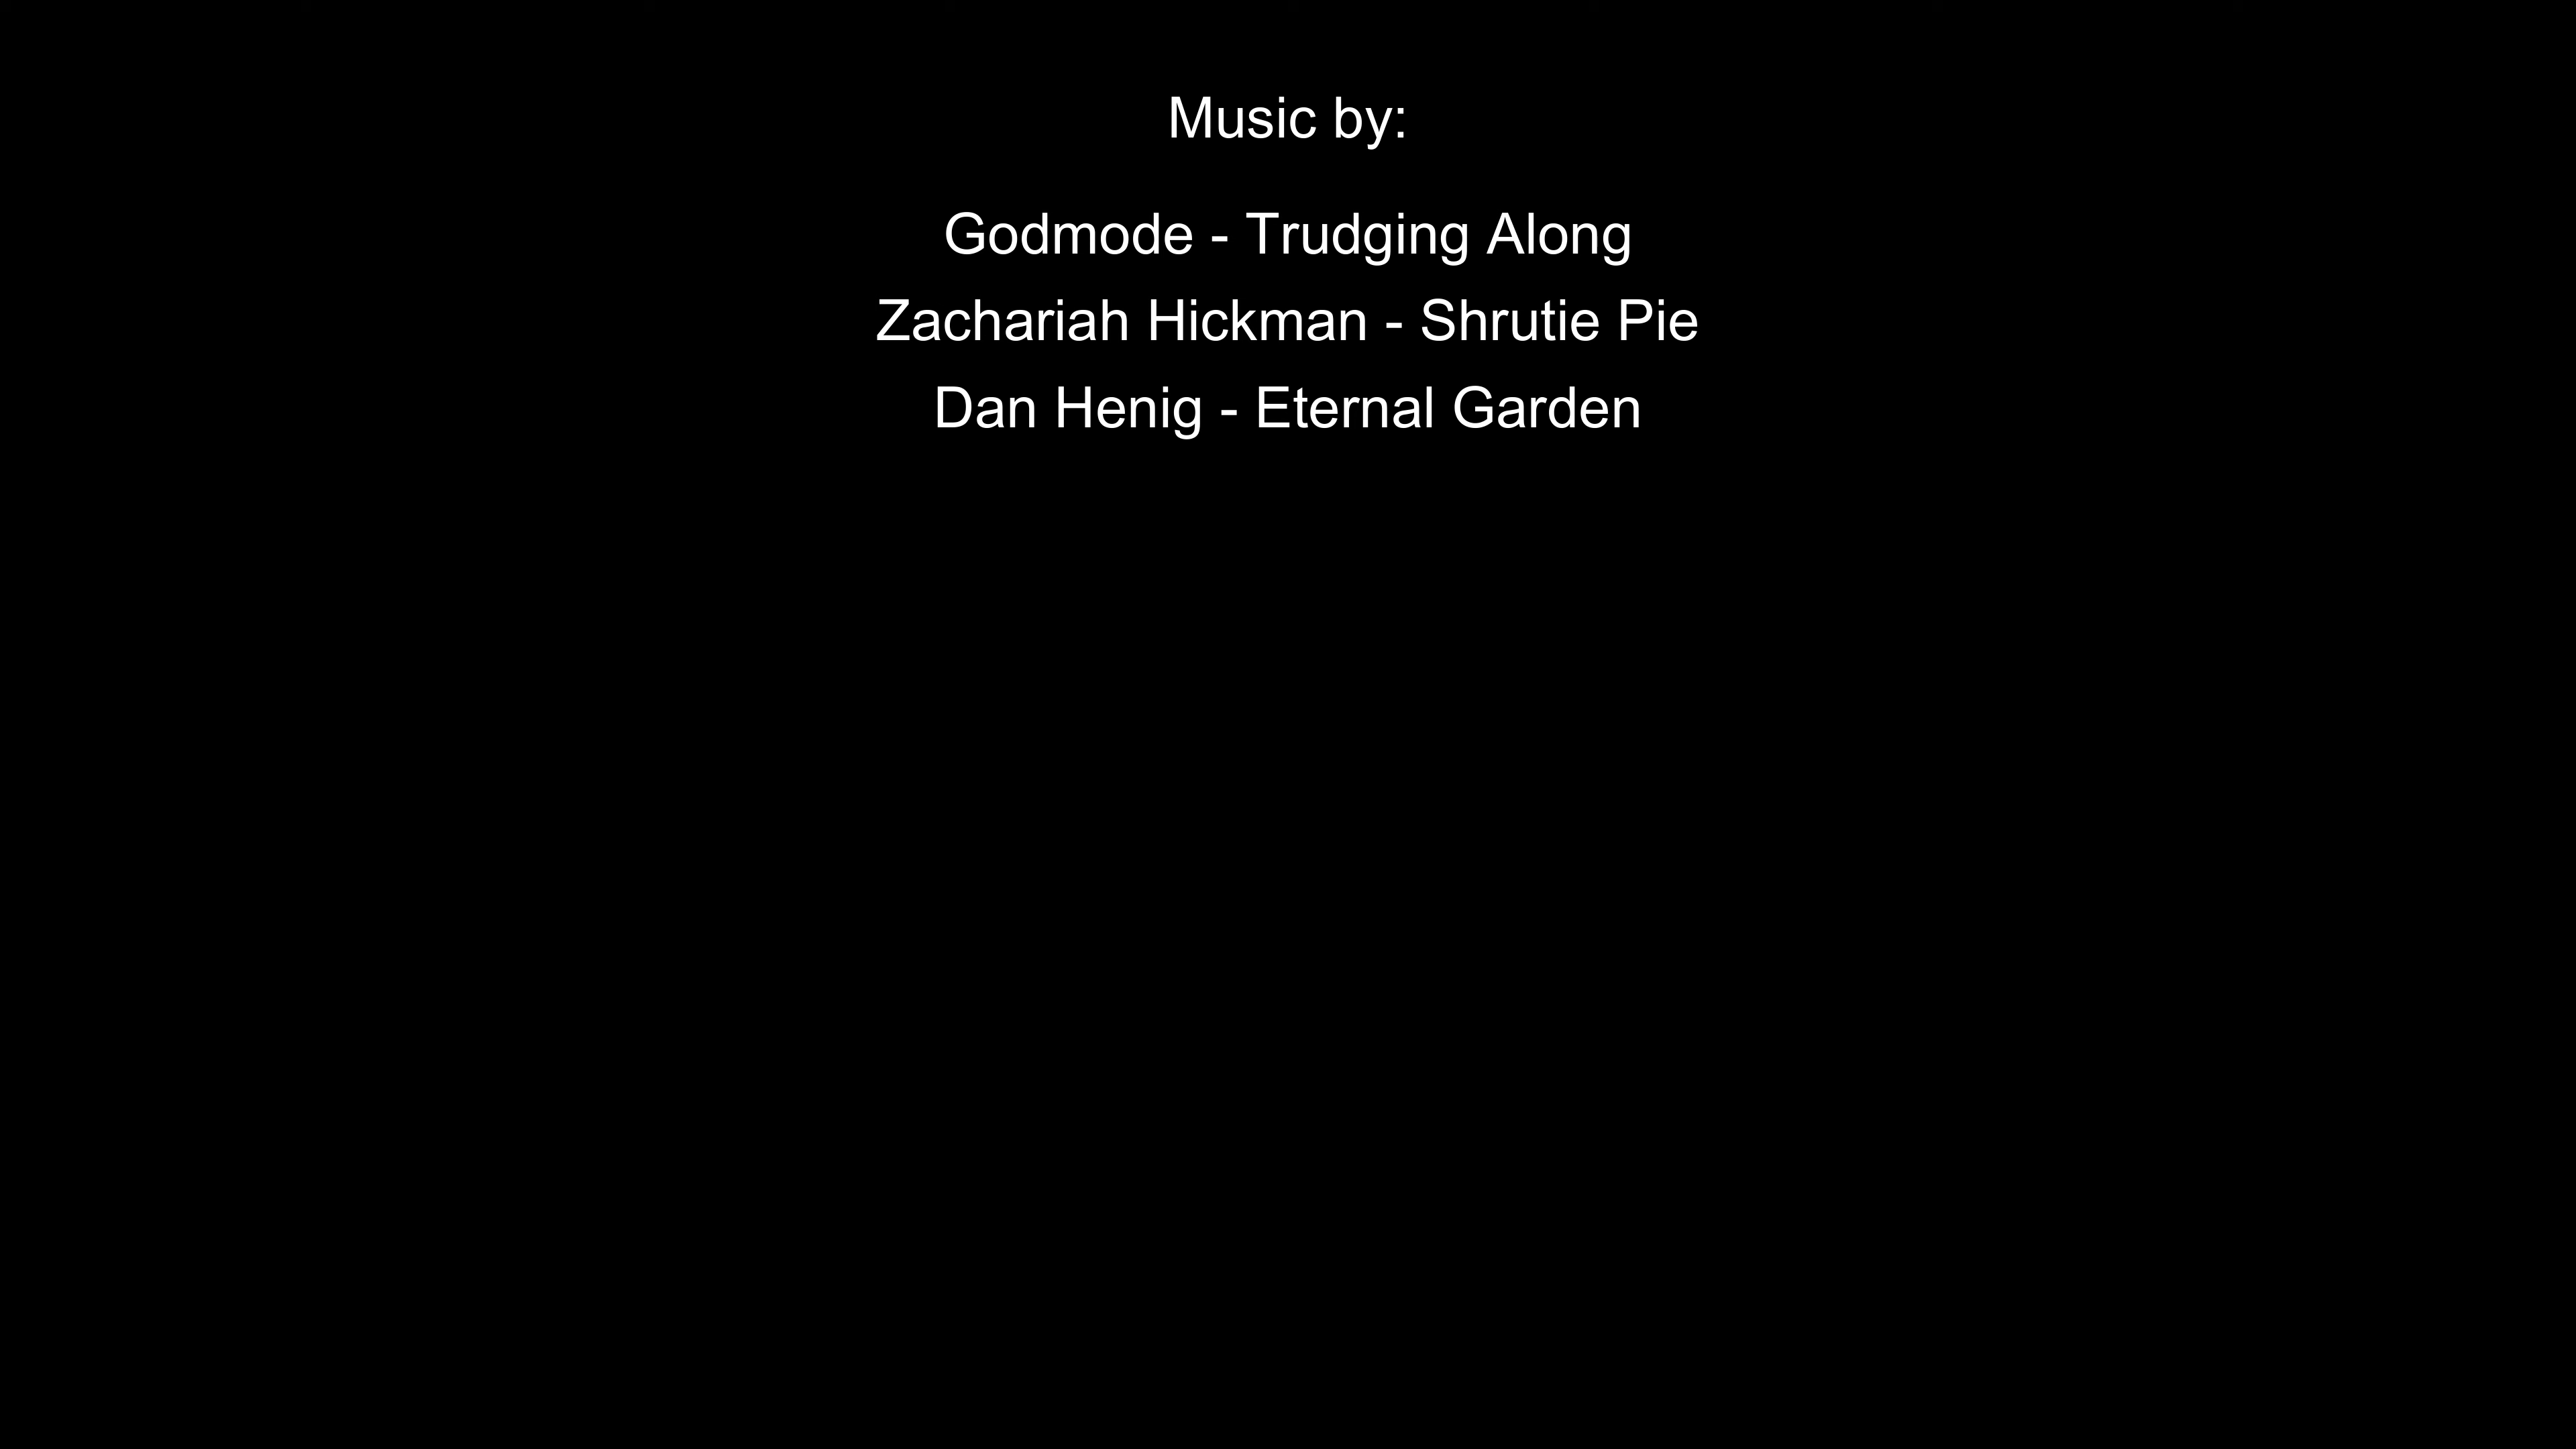 Music by:
Godmode - Trudging Along
Zachariah Hickman - Shrutie Pie
Dan Henig - Eternal Garden